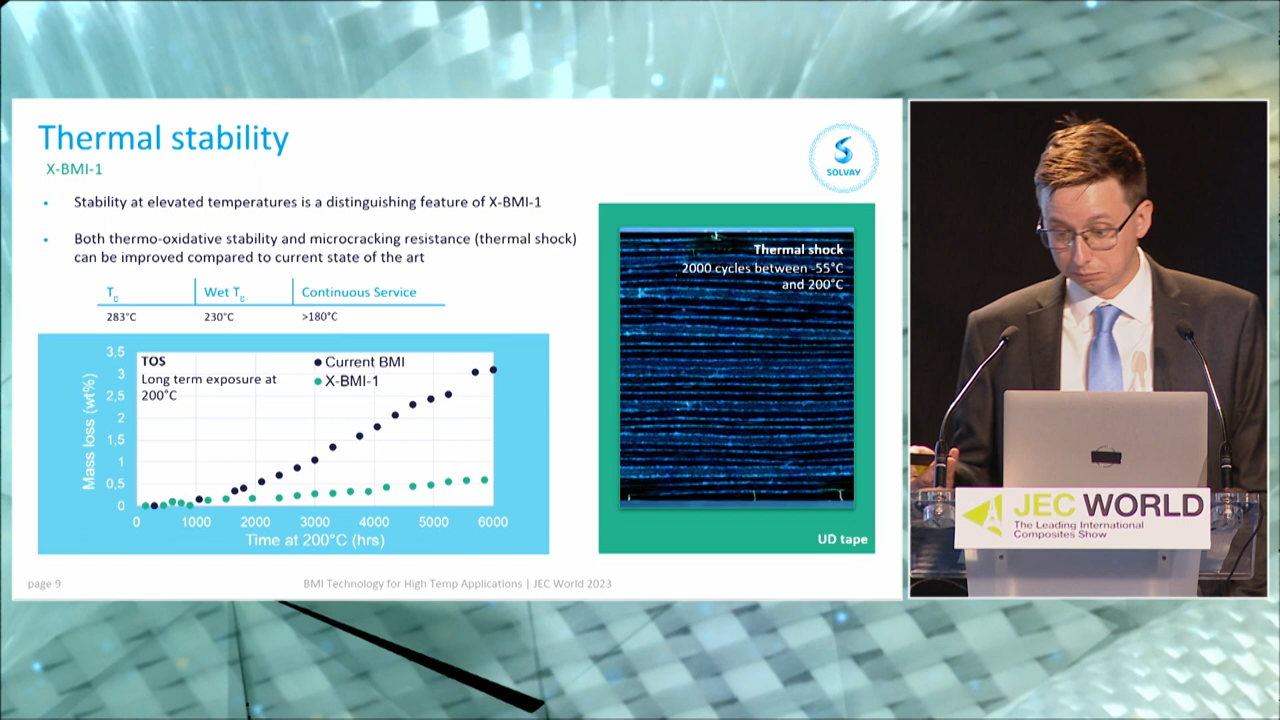 Thermal stability
X-BMI-1
SOLVAY
• Stability at elevated temperatures is a distinguishing feature of X-BMI-1
• Both thermo-oxidative stability and microcracking resistance (thermal shock)
can be improved compared to current state of the art
Tg Wet Tg Continuous Service
283°C 230°C >180°C
TOS
Long term exposure at
200°C
Current BMI
X-BMI-1
Mass loss (wt%)
3,5
3
2,5
2
1,5
1
0,5
0
0 1000 2000 3000 4000 5000 6000
Time at 200°C (hrs)
Thermal shock
2000 cycles between -55°C
and 200°C
UD tape
page 9
BMI Technology for High Temp Applications | JEC World 2023
JEC WORLD
The Leading International
Composites Show